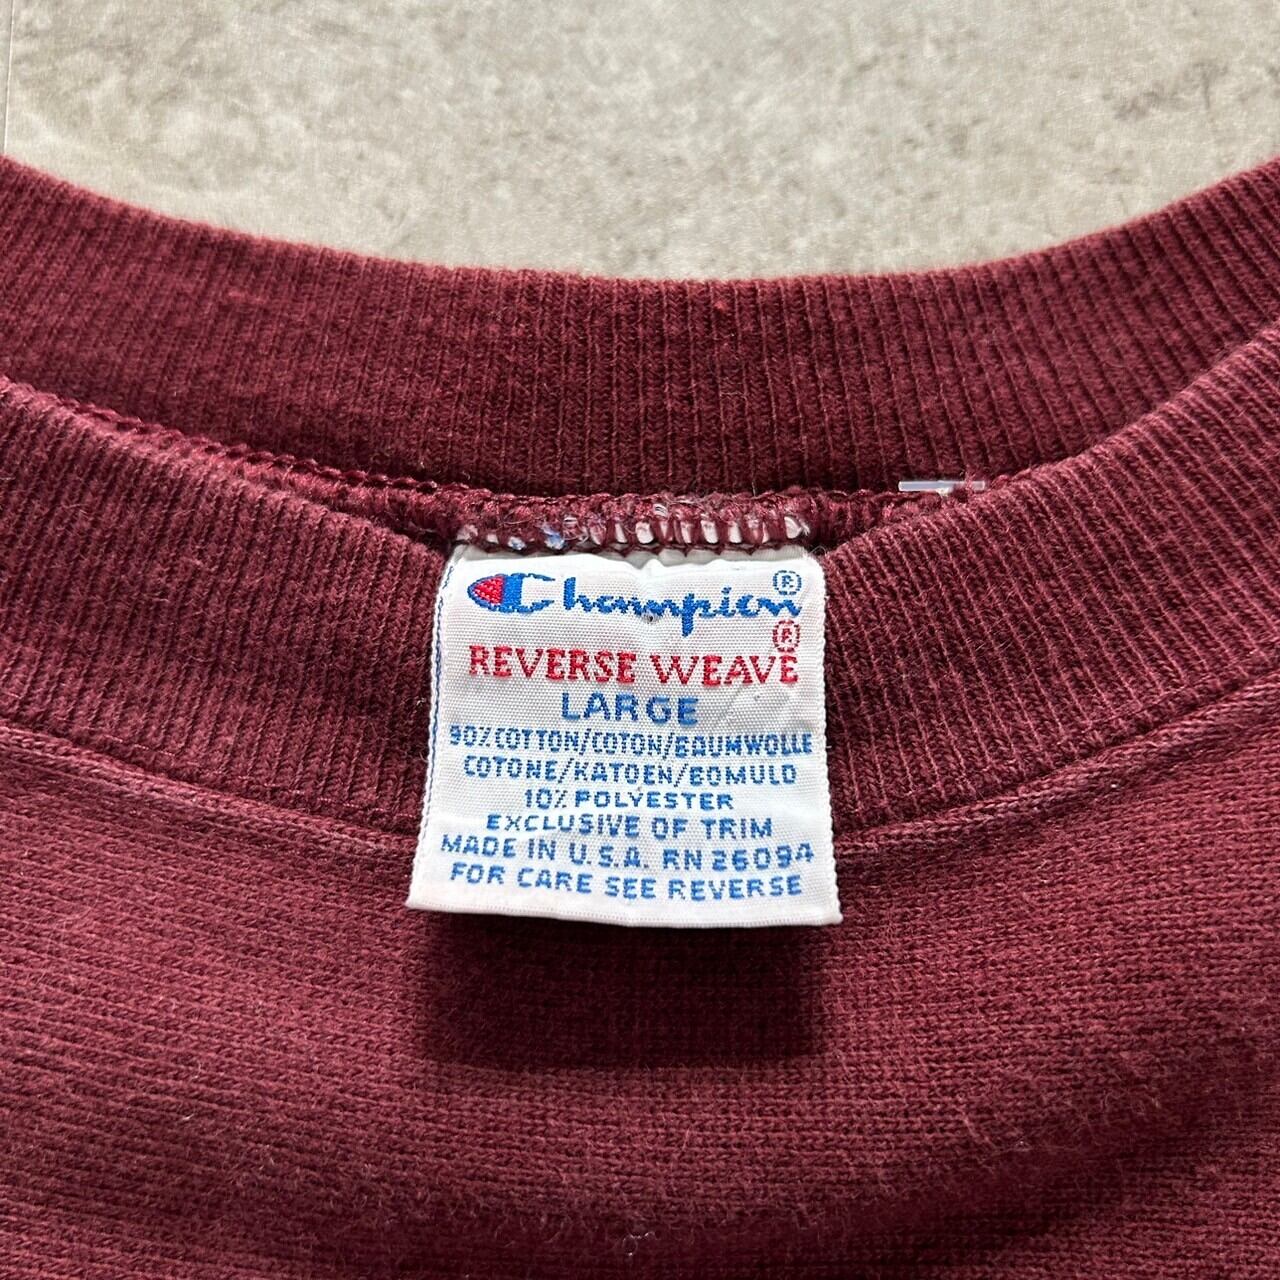 Champion®
REVERSE WEAVE®
LARGE
90% COTTON/COTON/BAUMWOLLE
COTONE/KATOEN/BOMULD
10% POLYESTER
EXCLUSIVE OF TRIM
MADE IN U.S.A. RN 26094
FOR CARE SEE REVERSE